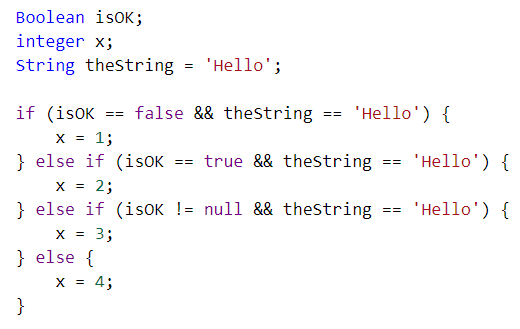 Boolean isOK;
integer x;
String theString = 'Hello';

if (isOK == false && theString == 'Hello') {
    x = 1;
} else if (isOK == true && theString == 'Hello') {
    x = 2;
} else if (isOK != null && theString == 'Hello') {
    x = 3;
} else {
    x = 4;
}